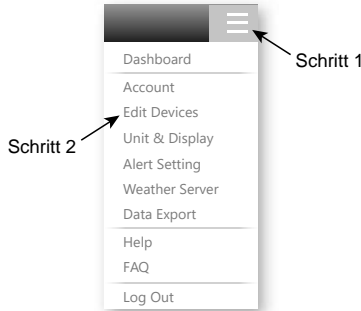 Schritt 1
Dashboard
Account
Edit Devices
Schritt 2
Unit & Display
Alert Setting
Weather Server
Data Export
Help
FAQ
Log Out